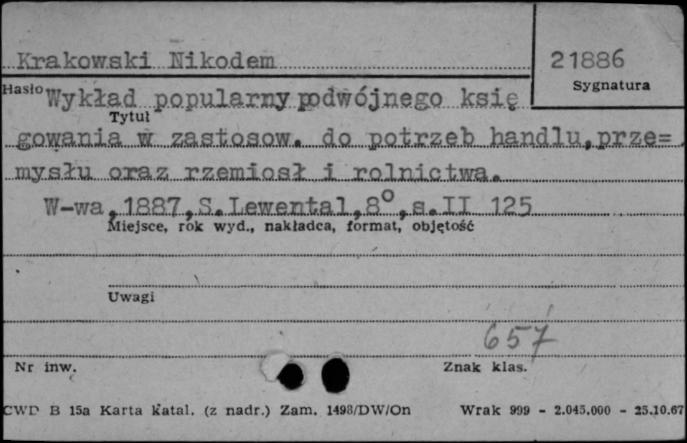 Krakowski Nikodem
21886
Hasło
Sygnatura
Wykład popularny podwójnego księ
Tytuł
gowania w zastosow. do potrzeb handlu, prze=
mysłu oraz rzemiosł i rolnictwa.
W-wa, 1887, S. Lewental, 8°, s. II 125
Miejsce, rok wyd., nakładca, format, objętość
Uwagi
657
Nr inw.
Znak klas.
CWD B 15a Karta katal. (z nadr.) Zam. 1498/DW/On Wrak 999 - 2.045.000 - 25.10.67